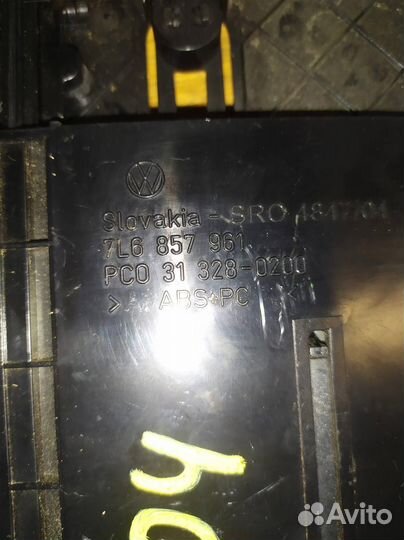 Slovakia - SRO
7L6 857 961
PCO 31 328-0200
> ABS+PC
Avito